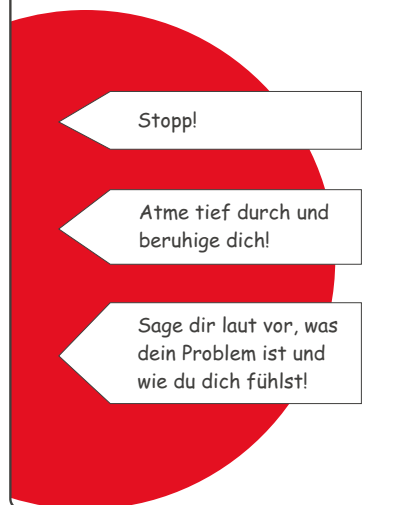 Stopp!
Atme tief durch und
beruhige dich!
Sage dir laut vor, was
dein Problem ist und
wie du dich fühlst!